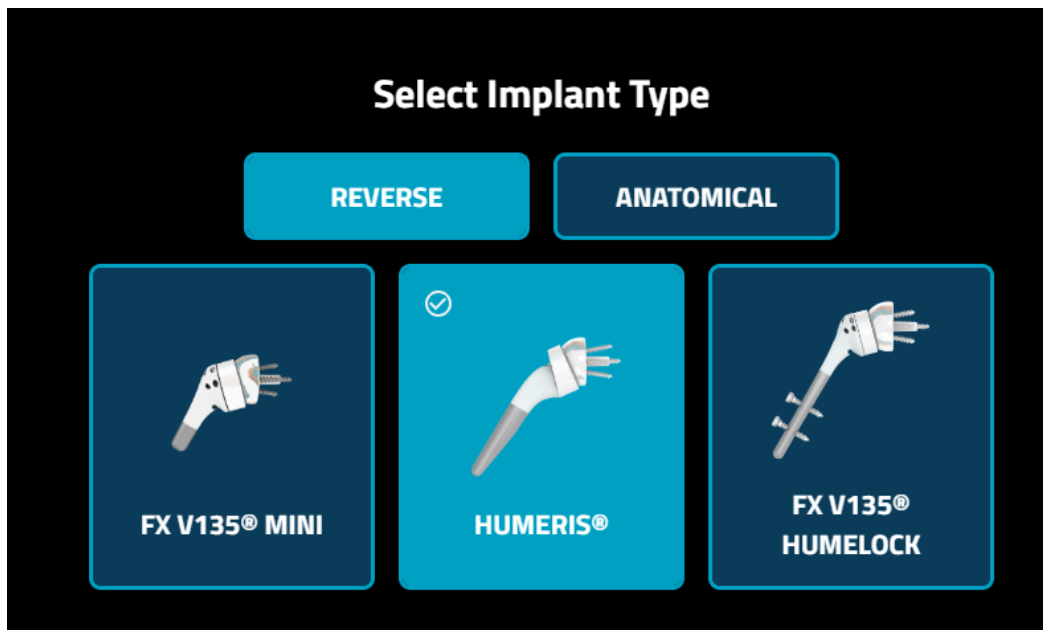 Select Implant Type
REVERSE
ANATOMICAL
FX V135® MINI
HUMERIS®
FX V135®
HUMELOCK